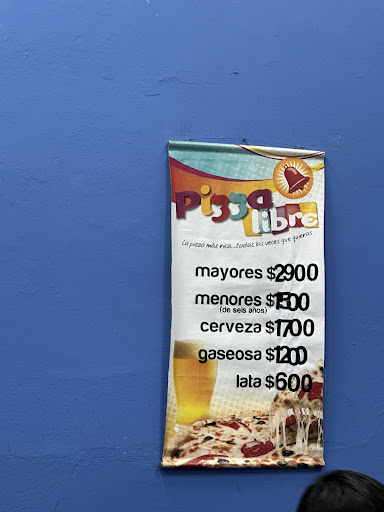 pizza
libre
La pizza más rica...todas las veces que quieras
mayores $2900
menores $1500
(de seis años)
cerveza $1700
gaseosa $1200
lata $600